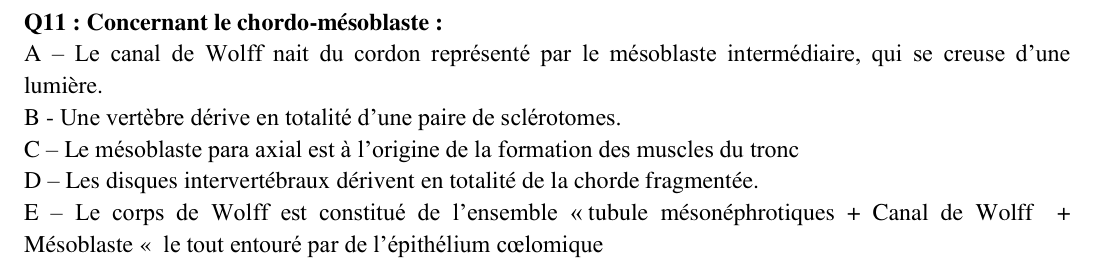 Q11 : Concernant le chordo-mésoblaste :
A – Le canal de Wolff nait du cordon représenté par le mésoblaste intermédiaire, qui se creuse d’une
lumière.
B - Une vertèbre dérive en totalité d’une paire de sclérotomes.
C – Le mésoblaste para axial est à l’origine de la formation des muscles du tronc
D – Les disques intervertébraux dérivent en totalité de la chorde fragmentée.
E – Le corps de Wolff est constitué de l’ensemble « tubule mésonéphrotiques + Canal de Wolff +
Mésoblaste « le tout entouré par de l’épithélium cœlomique